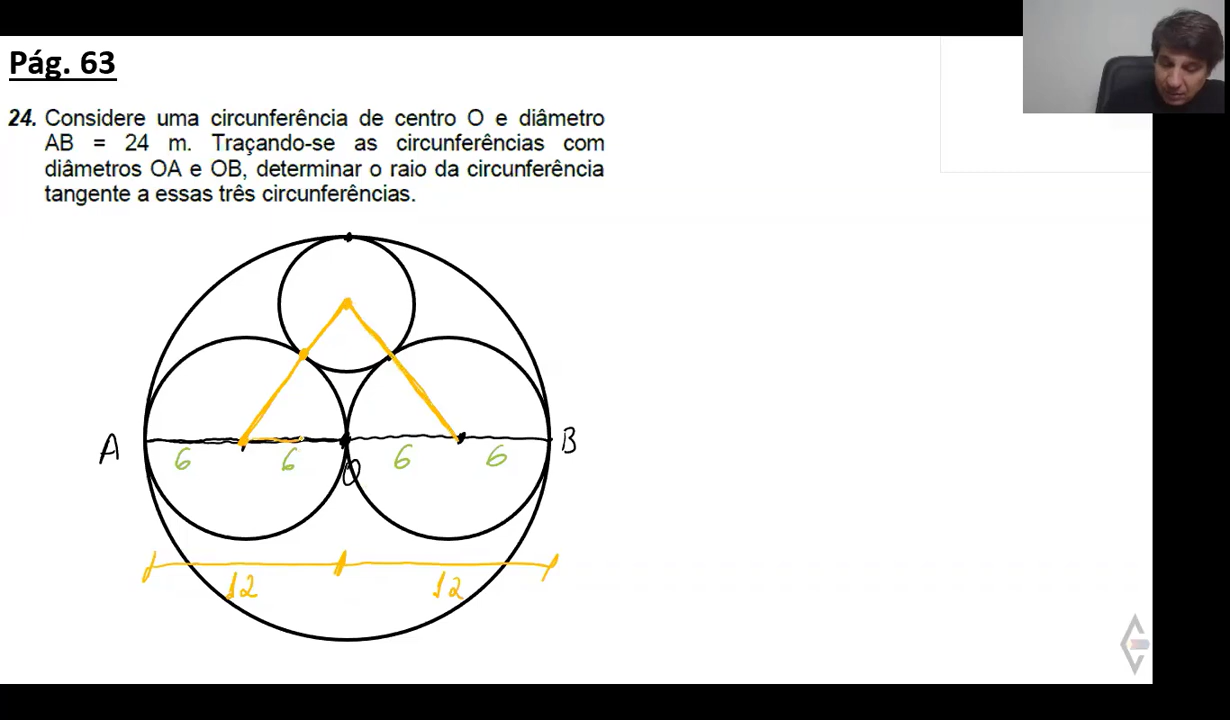 Pág. 63
24. Considere uma circunferência de centro O e diâmetro
AB = 24 m. Traçando-se as circunferências com
diâmetros OA e OB, determinar o raio da circunferência
tangente a essas três circunferências.
A 6 6 O 6 6 B
12 12